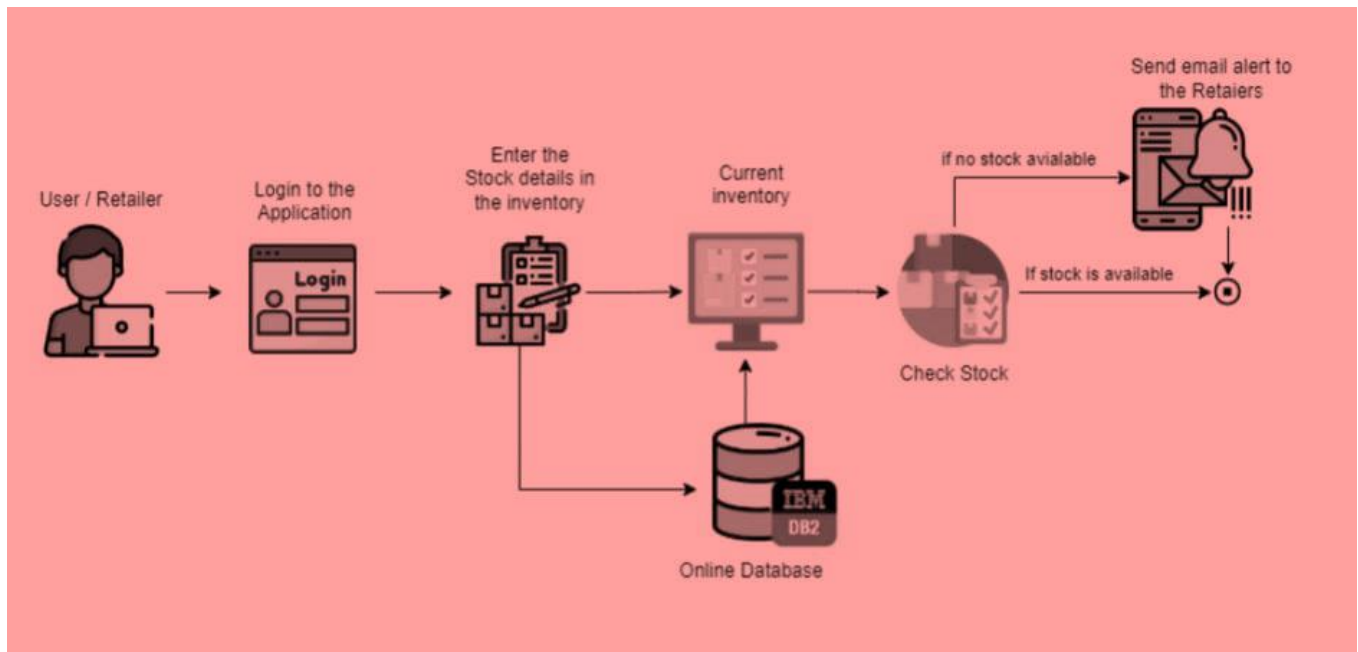 Send email alert to
the Retaiers
Enter the
Stock details in
the inventory
if no stock avialable
Current
inventory
Login to the
Application
User / Retailer
Login
If stock is available
Check Stock
IBM
DB2
Online Database